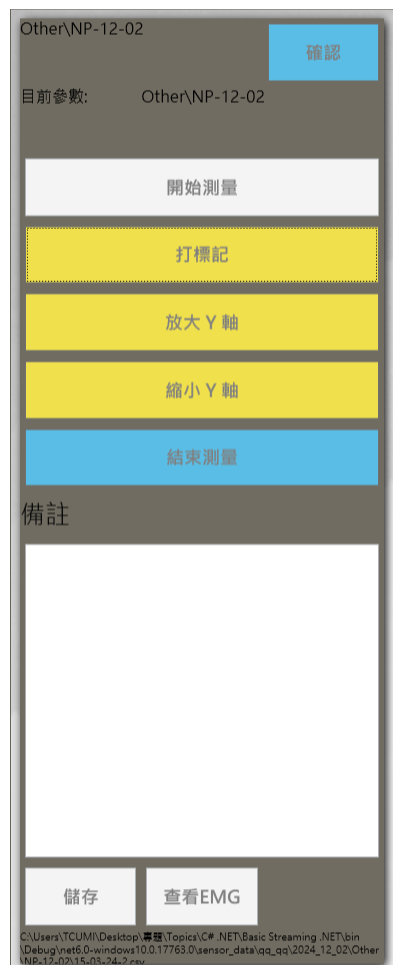 Other\NP-12-02
確認
目前參數: Other\NP-12-02
開始測量
打標記
放大 Y 軸
縮小 Y 軸
結束測量
備註
儲存 查看EMG
C:\Users\TCUMI\Desktop\專題\Topics\C# .NET\Basic Streaming .NET\bin
\Debug\net6.0-windows10.0.17763.0\sensor_data\qq_qq\2024_12_02\Other
\NP-12-02\15-03-24-2.csv